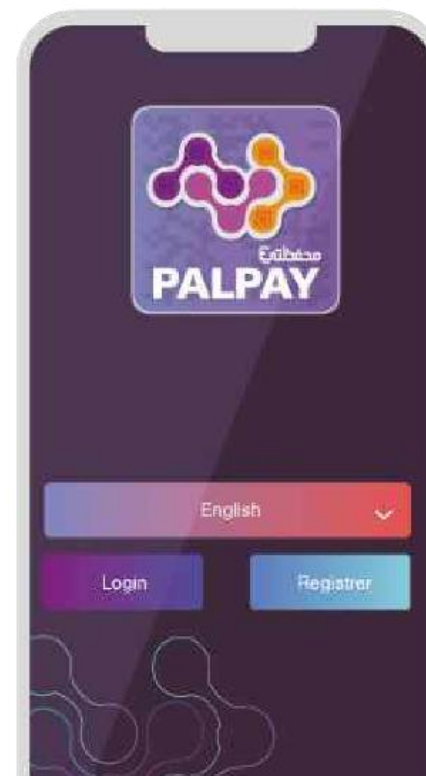 محفظتي
PALPAY
English
Login
Registrer